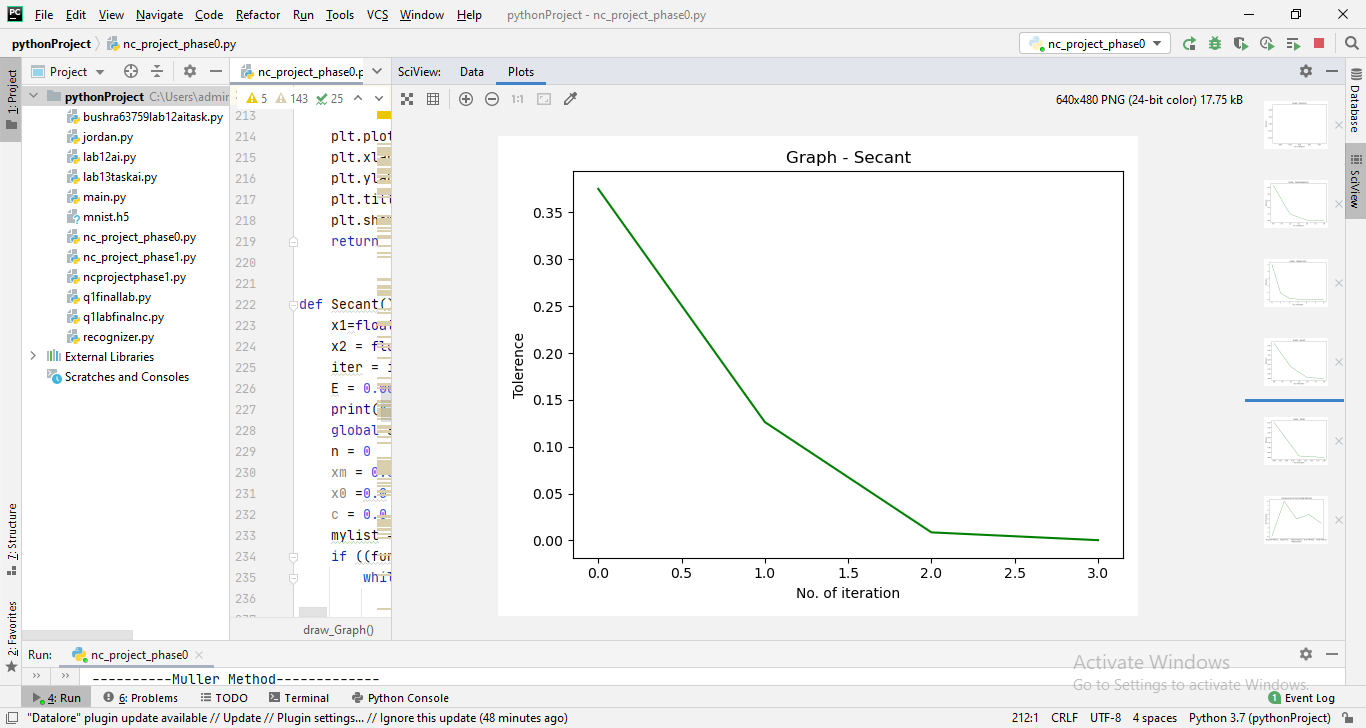 File Edit View Navigate Code Refactor Run Tools VCS Window Help pythonProject - nc_project_phase0.py
pythonProject nc_project_phase0.py nc_project_phase0
1: Project
Project
nc_project_phase0.p
SciView: Data Plots
pythonProject C:\Users\admin
bushra63759lab12aitask.py
jordan.py
lab12ai.py
lab13taskai.py
main.py
mnist.h5
nc_project_phase0.py
nc_project_phase1.py
ncprojectphase1.py
q1finallab.py
q1labfinalnc.py
recognizer.py
External Libraries
Scratches and Consoles
5 143 25
213
214 plt.plot
215 plt.xla
216 plt.yla
217 plt.tit
218 plt.sh
219 return
220
221
222 def Secant()
223 x1=float
224 x2 = flo
225 iter = i
226 E = 0.00
227 print("
228 global
229 n = 0
230 xm = 0.
231 x0 =0.0
232 c = 0.0
233 mylist =
234 if ((fun
235 whil
236
draw_Graph()
1:1
640x480 PNG (24-bit color) 17.75 kB
Graph - Secant
Tolerence
0.35
0.30
0.25
0.20
0.15
0.10
0.05
0.00
0.0 0.5 1.0 1.5 2.0 2.5 3.0
No. of iteration
Database
SciView
7: Structure
2: Favorites
Run: nc_project_phase0
----------Muller Method-------------
Activate Windows
Go to Settings to activate Windows.
4: Run 6: Problems TODO Terminal Python Console 1 Event Log
"Datalore" plugin update available // Update // Plugin settings... // Ignore this update (48 minutes ago) 212:1 CRLF UTF-8 4 spaces Python 3.7 (pythonProject)